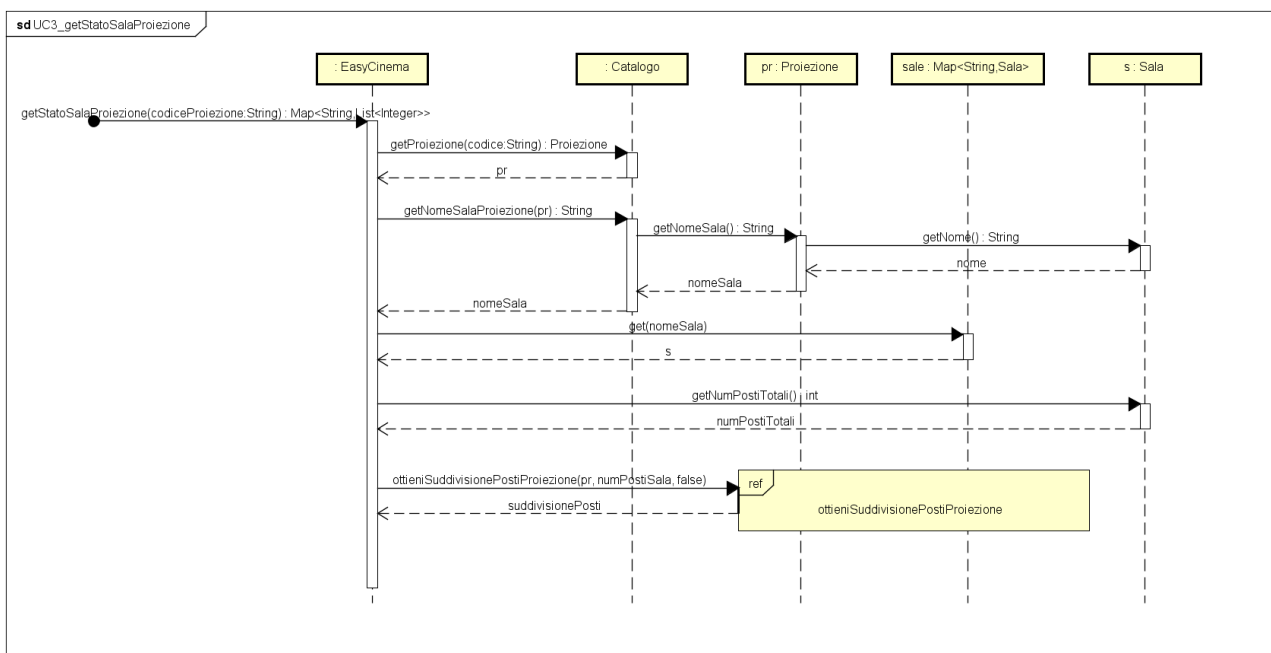 sd UC3_getStatoSalaProiezione
: EasyCinema
: Catalogo
pr : Proiezione
sale : Map<String,Sala>
s : Sala
getStatoSalaProiezione(codiceProiezione:String) : Map<String,List<Integer>>
getProiezione(codice:String) : Proiezione
pr
getNomeSalaProiezione(pr) : String
getNomeSala() : String
getNome() : String
nome
nomeSala
nomeSala
get(nomeSala)
s
getNumPostiTotali() : int
numPostiTotali
ottieniSuddivisionePostiProiezione(pr, numPostiSala, false)
ref
suddivisionePosti
ottieniSuddivisionePostiProiezione